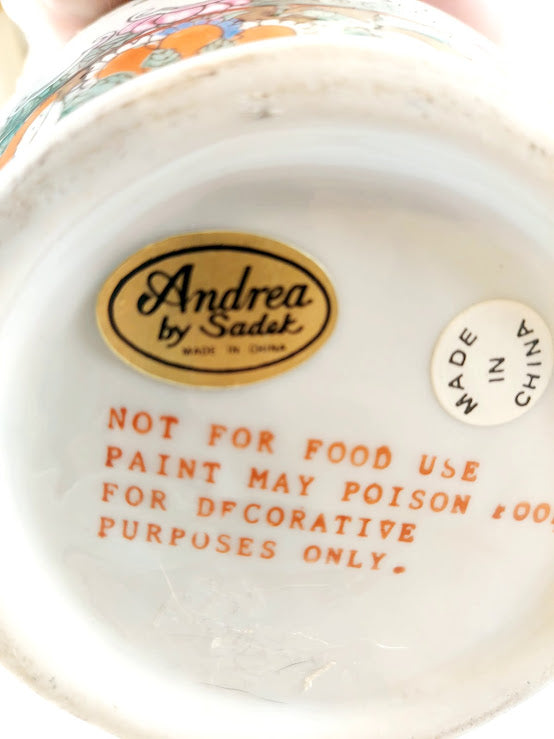 Andrea
by Sadek
MADE IN CHINA
MADE
IN
CHINA
NOT FOR FOOD USE
PAINT MAY POISON
FOR DECORATIVE
PURPOSES ONLY.